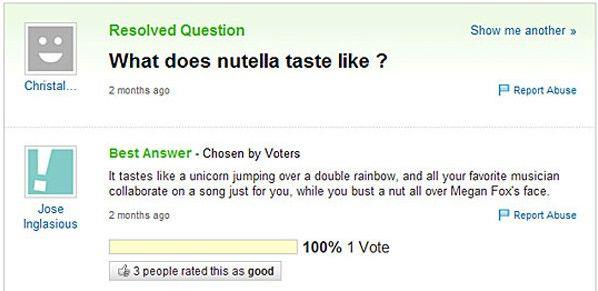 Resolved Question
Show me another »
What does nutella taste like ?
Christal...
2 months ago
Report Abuse
Best Answer - Chosen by Voters
It tastes like a unicorn jumping over a double rainbow, and all your favorite musician
collaborate on a song just for you, while you bust a nut all over Megan Fox's face.
Jose
Inglasious
2 months ago
Report Abuse
100% 1 Vote
3 people rated this as good